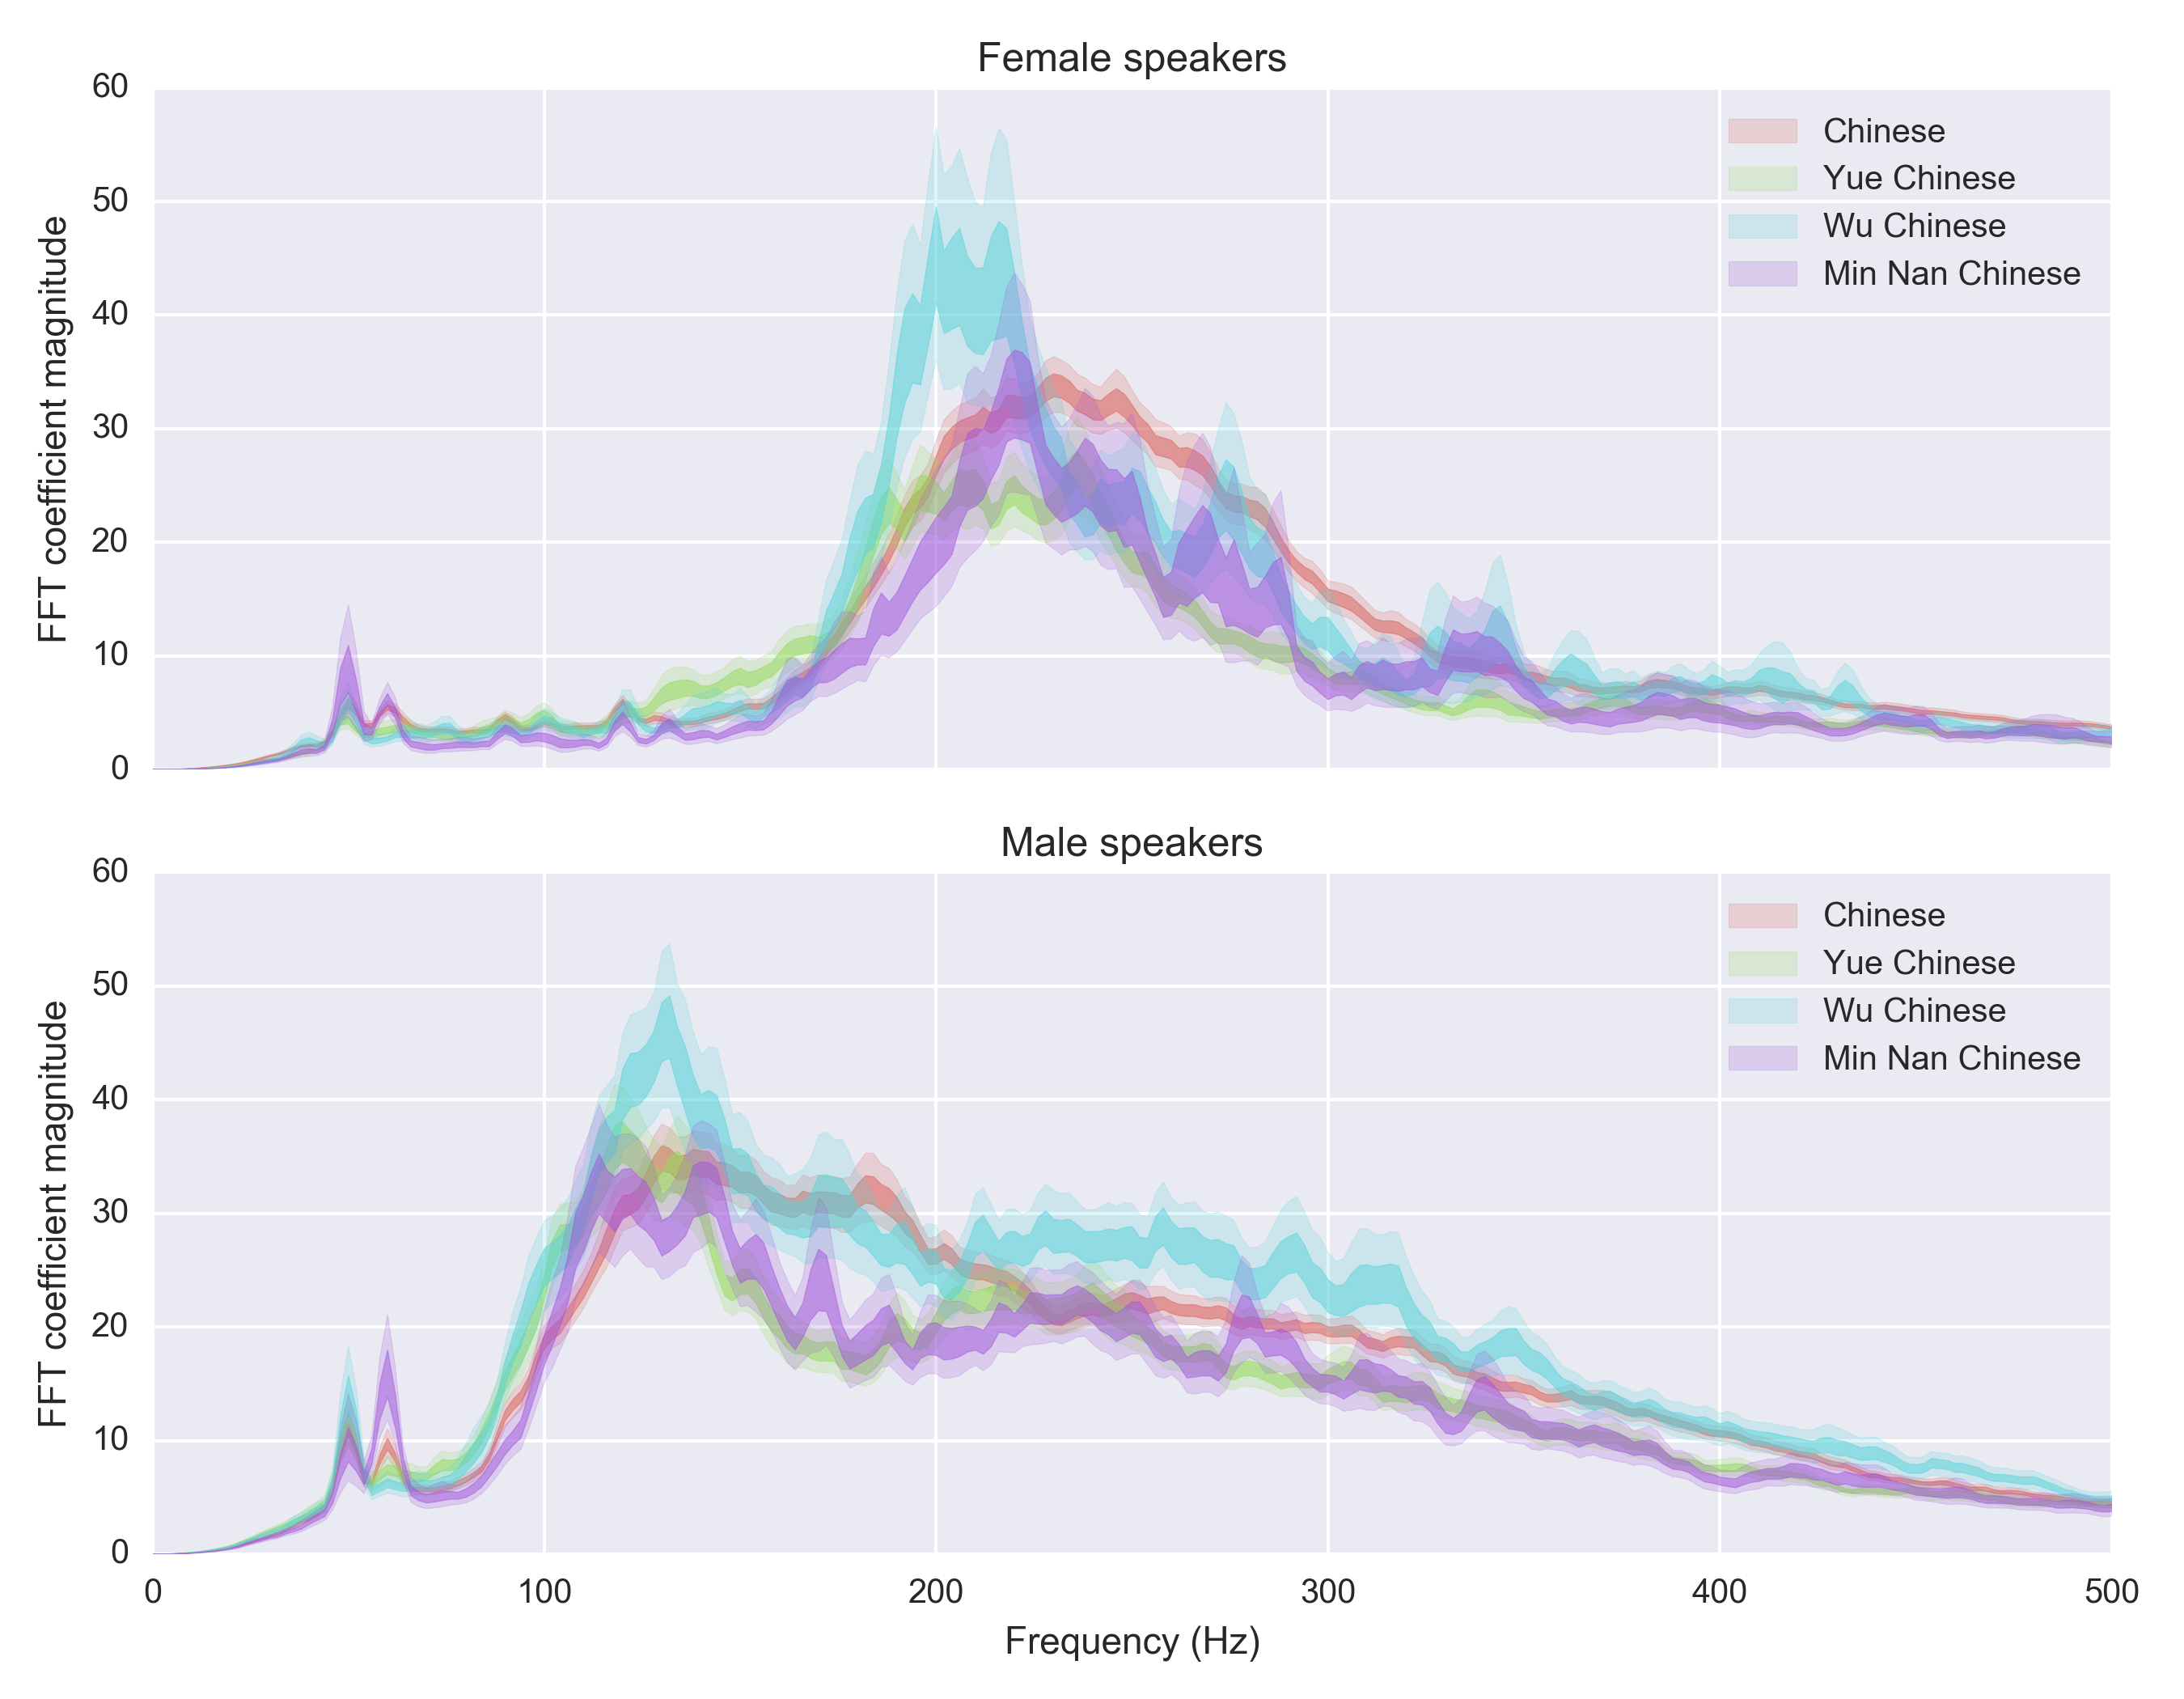 Female speakers
60
50
40
30
20
10
0
FFT coefficient magnitude
Chinese
Yue Chinese
Wu Chinese
Min Nan Chinese
Male speakers
60
50
40
30
20
10
0
FFT coefficient magnitude
Chinese
Yue Chinese
Wu Chinese
Min Nan Chinese
0 100 200 300 400 500
Frequency (Hz)